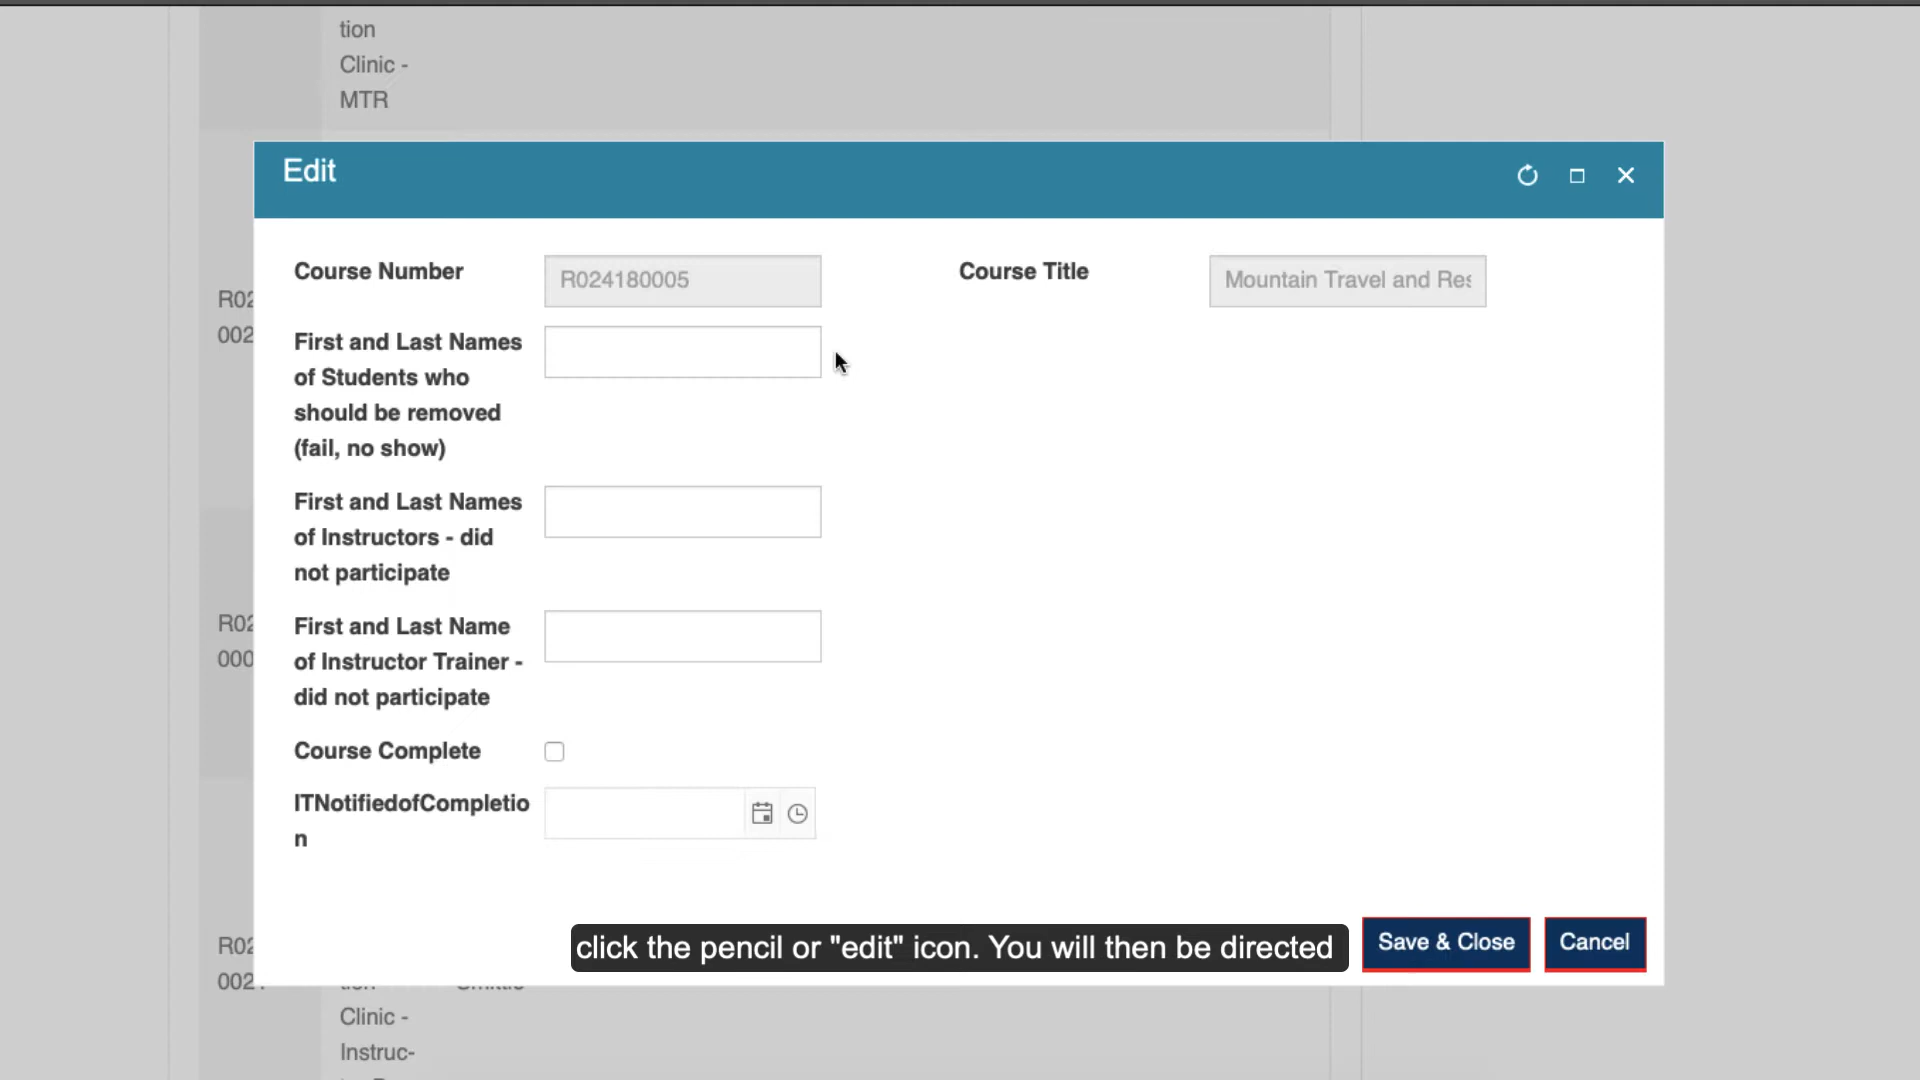 tion
Clinic -
MTR
Edit
Course Number
R024180005
Course Title
Mountain Travel and Res
First and Last Names
of Students who
should be removed
(fail, no show)
R02
002
First and Last Names
of Instructors - did
not participate
First and Last Name
of Instructor Trainer -
did not participate
R02
000
Course Complete
ITNotifiedofCompletio
n
click the pencil or "edit" icon. You will then be directed
Save & Close
Cancel
R02
002
Clinic -
Instruc-